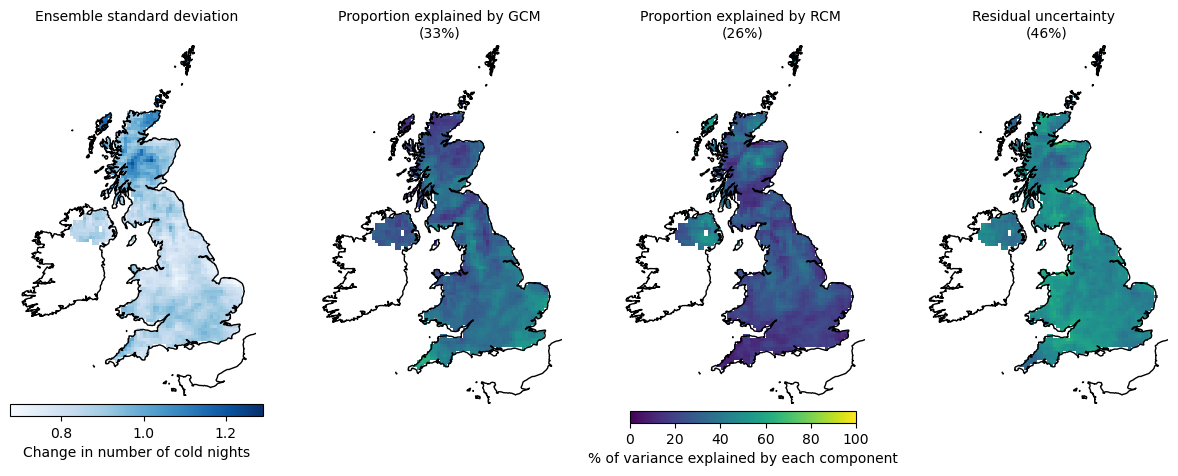 Ensemble standard deviation
Proportion explained by GCM
(33%)
Proportion explained by RCM
(26%)
Residual uncertainty
(46%)
0.8 1.0 1.2
Change in number of cold nights
0 20 40 60 80 100
% of variance explained by each component